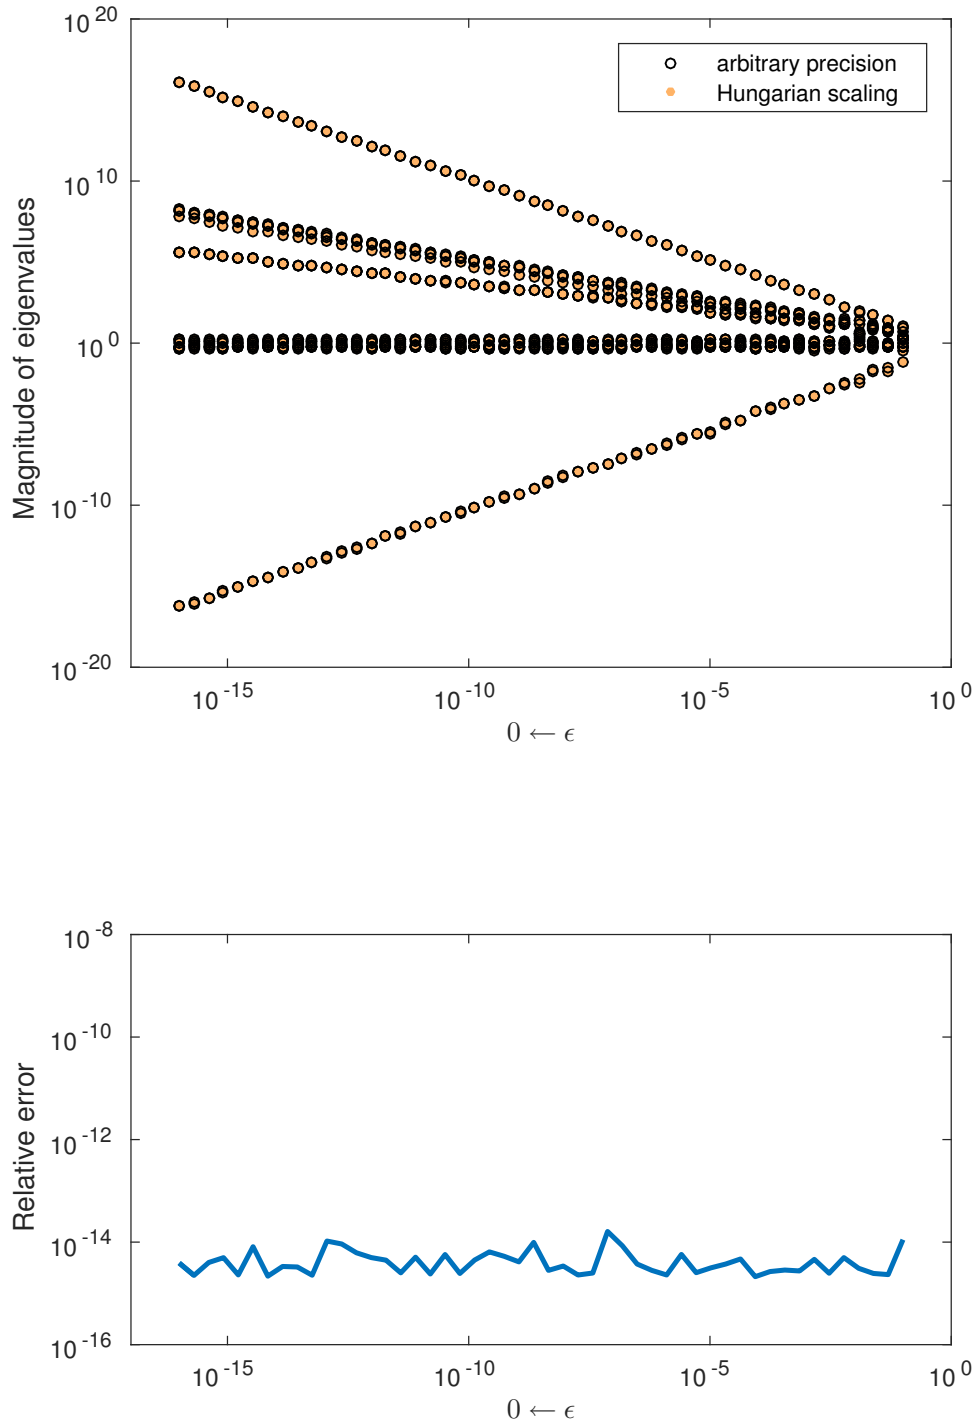 10^20
arbitrary precision
Hungarian scaling
10^10
Magnitude of eigenvalues
10^0
10^-10
10^-20
10^-15 10^-10 10^-5 10^0
0 ← ϵ
10^-8
10^-10
Relative error
10^-12
10^-14
10^-16
10^-15 10^-10 10^-5 10^0
0 ← ϵ